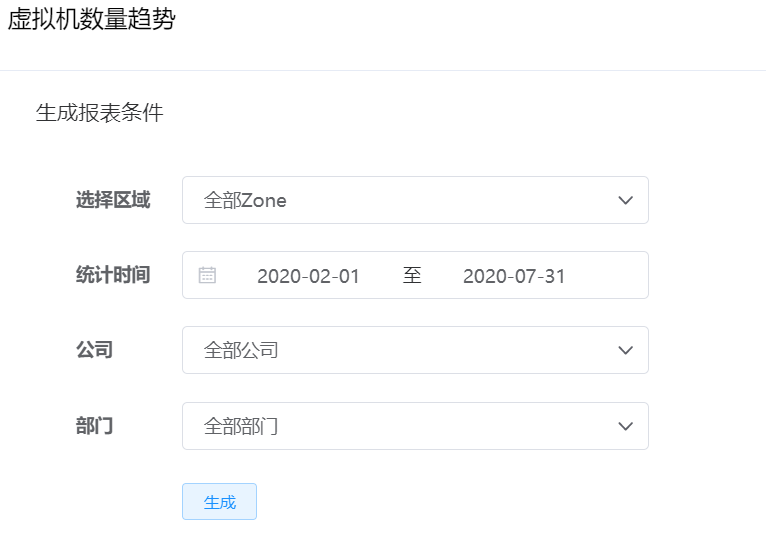 虚拟机数量趋势
生成报表条件
选择区域 全部Zone
统计时间 2020-02-01 至 2020-07-31
公司 全部公司
部门 全部部门
生成